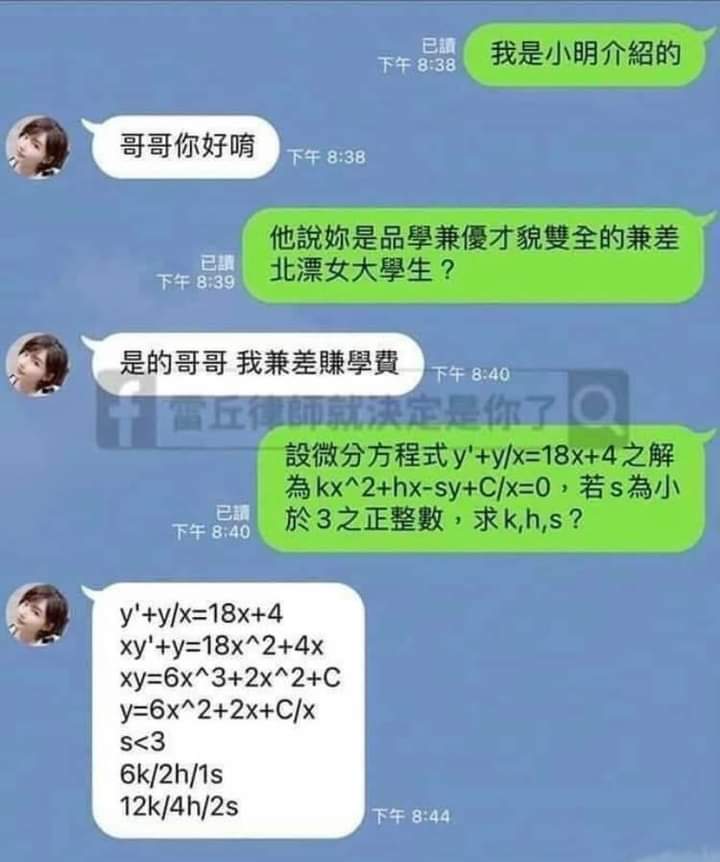 我是小明介紹的
已讀
下午 8:38
哥哥你好唷
下午 8:38
他說妳是品學兼優才貌雙全的兼差
北漂女大學生?
已讀
下午 8:39
是的哥哥 我兼差賺學費
下午 8:40
雷丘律師就決定是你了
設微分方程式y'+y/x=18x+4之解
為kx^2+hx-sy+C/x=0,若s為小
於3之正整數,求k,h,s?
已讀
下午 8:40
y'+y/x=18x+4
xy'+y=18x^2+4x
xy=6x^3+2x^2+C
y=6x^2+2x+C/x
s<3
6k/2h/1s
12k/4h/2s
下午 8:44